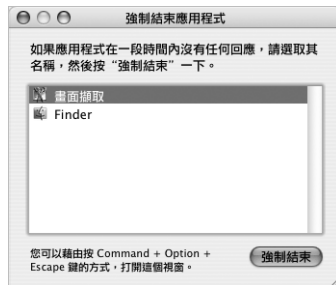 強制結束應用程式
如果應用程式在一段時間內沒有任何回應，請選取其
名稱，然後按“強制結束”一下。
畫面擷取
Finder
您可以藉由按 Command + Option +
Escape 鍵的方式，打開這個視窗。
強制結束